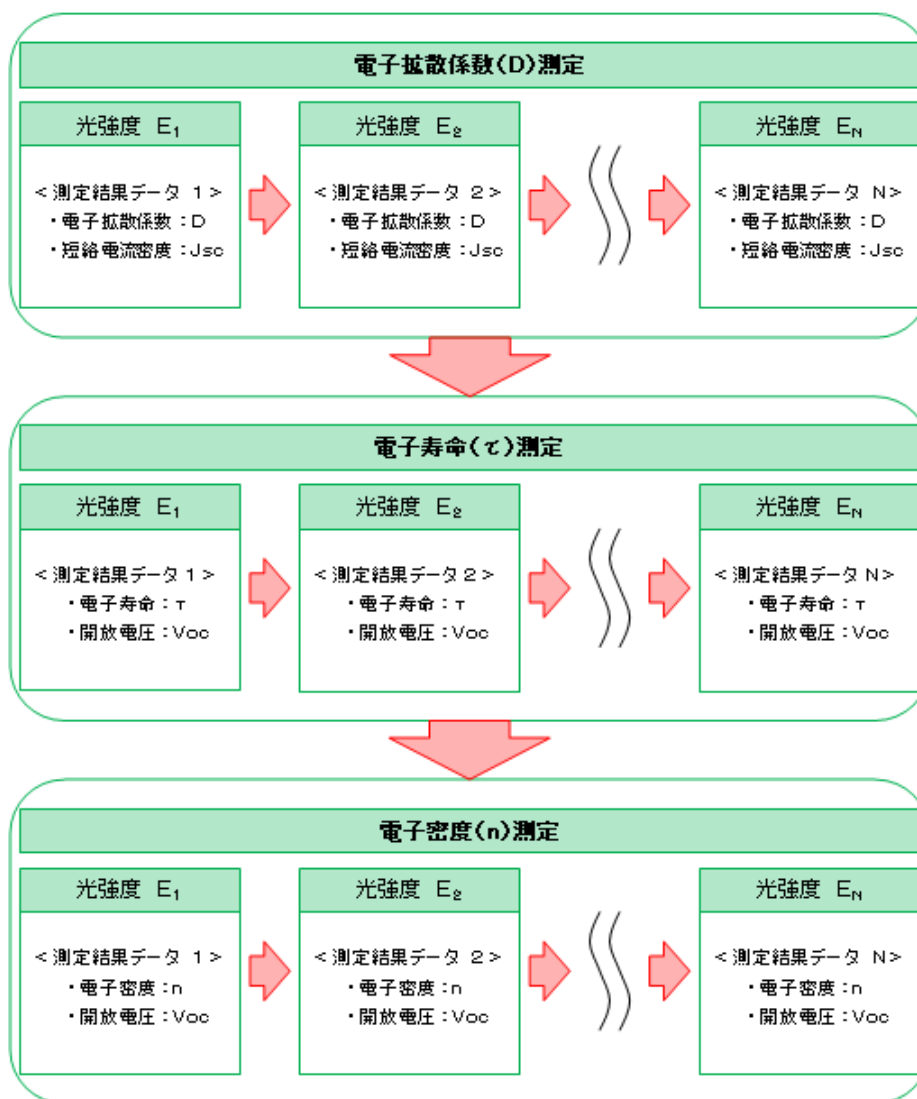 電子拡散係数(D)測定
光強度 E₁
光強度 E₂
光強度 E_N
<測定結果データ 1>
・電子拡散係数:D
・短絡電流密度:Jsc
<測定結果データ 2>
・電子拡散係数:D
・短絡電流密度:Jsc
<測定結果データ N>
・電子拡散係数:D
・短絡電流密度:Jsc
電子寿命(τ)測定
光強度 E₁
光強度 E₂
光強度 E_N
<測定結果データ1>
・電子寿命:τ
・開放電圧:Voc
<測定結果データ2>
・電子寿命:τ
・開放電圧:Voc
<測定結果データ N>
・電子寿命:τ
・開放電圧:Voc
電子密度(n)測定
光強度 E₁
光強度 E₂
光強度 E_N
<測定結果データ 1>
・電子密度:n
・開放電圧:Voc
<測定結果データ 2>
・電子密度:n
・開放電圧:Voc
<測定結果データ N>
・電子密度:n
・開放電圧:Voc